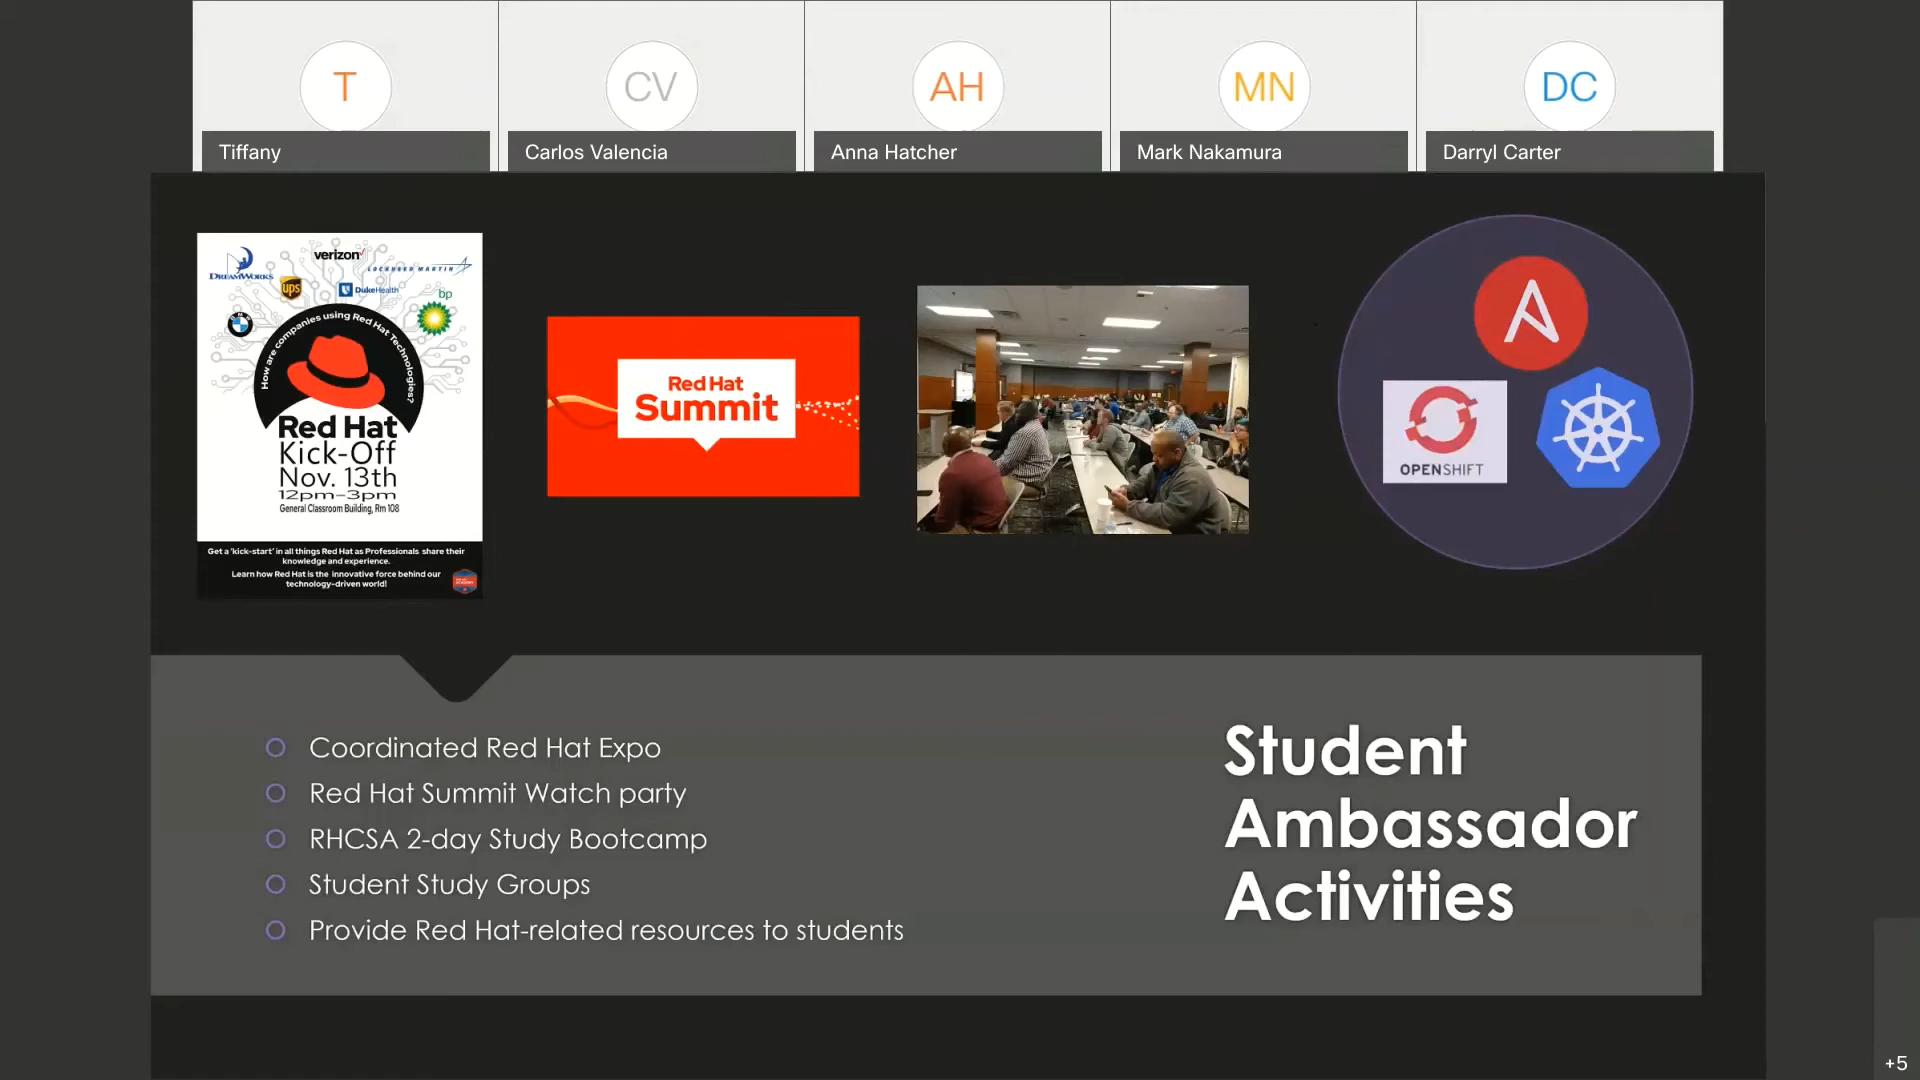 T
CV
AH
MN
DC
Tiffany
Carlos Valencia
Anna Hatcher
Mark Nakamura
Darryl Carter
DREAMWORKS
verizon
LOCKHEED MARTIN
ups
DukeHealth
bp
BMW
How are companies using Red Hat Technologies?
Red Hat
Kick-Off
Nov. 13th
12pm-3pm
General Classroom Building, Rm 108
Get a 'kick-start' in all things Red Hat as Professionals share their
knowledge and experience.
Learn how Red Hat is the innovative force behind our
technology-driven world!
Red Hat
Summit
OPENSHIFT
Coordinated Red Hat Expo
Red Hat Summit Watch party
RHCSA 2-day Study Bootcamp
Student Study Groups
Provide Red Hat-related resources to students
Student
Ambassador
Activities
+5